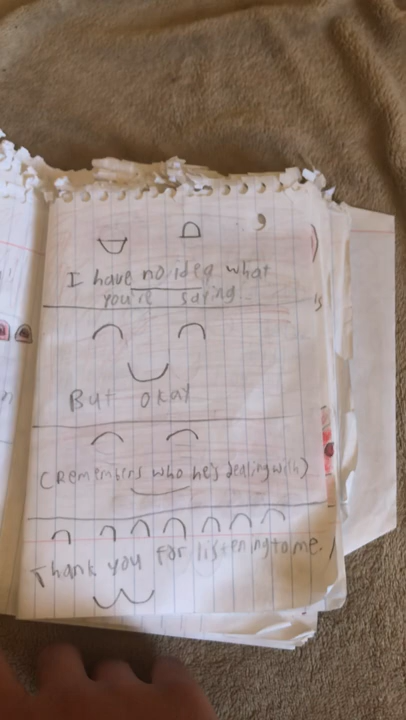 I have no idea what
you're saying
But okay
(Remembers who he's dealing with)
Thank you for listening to me.